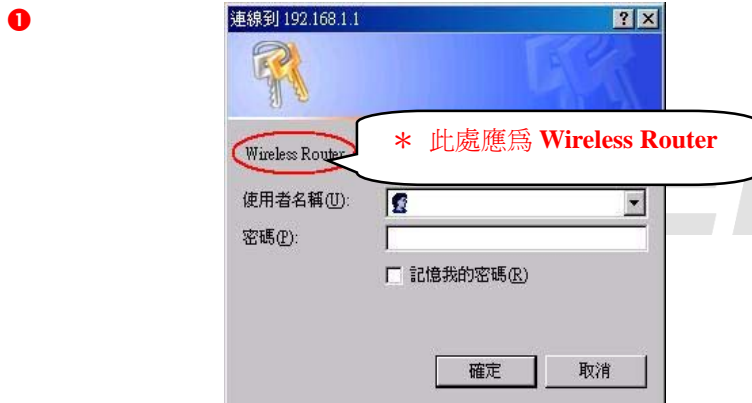 ❶
連線到 192.168.1.1
Wireless Router
* 此處應為 Wireless Router
使用者名稱(U):
密碼(P):
記憶我的密碼(R)
確定
取消